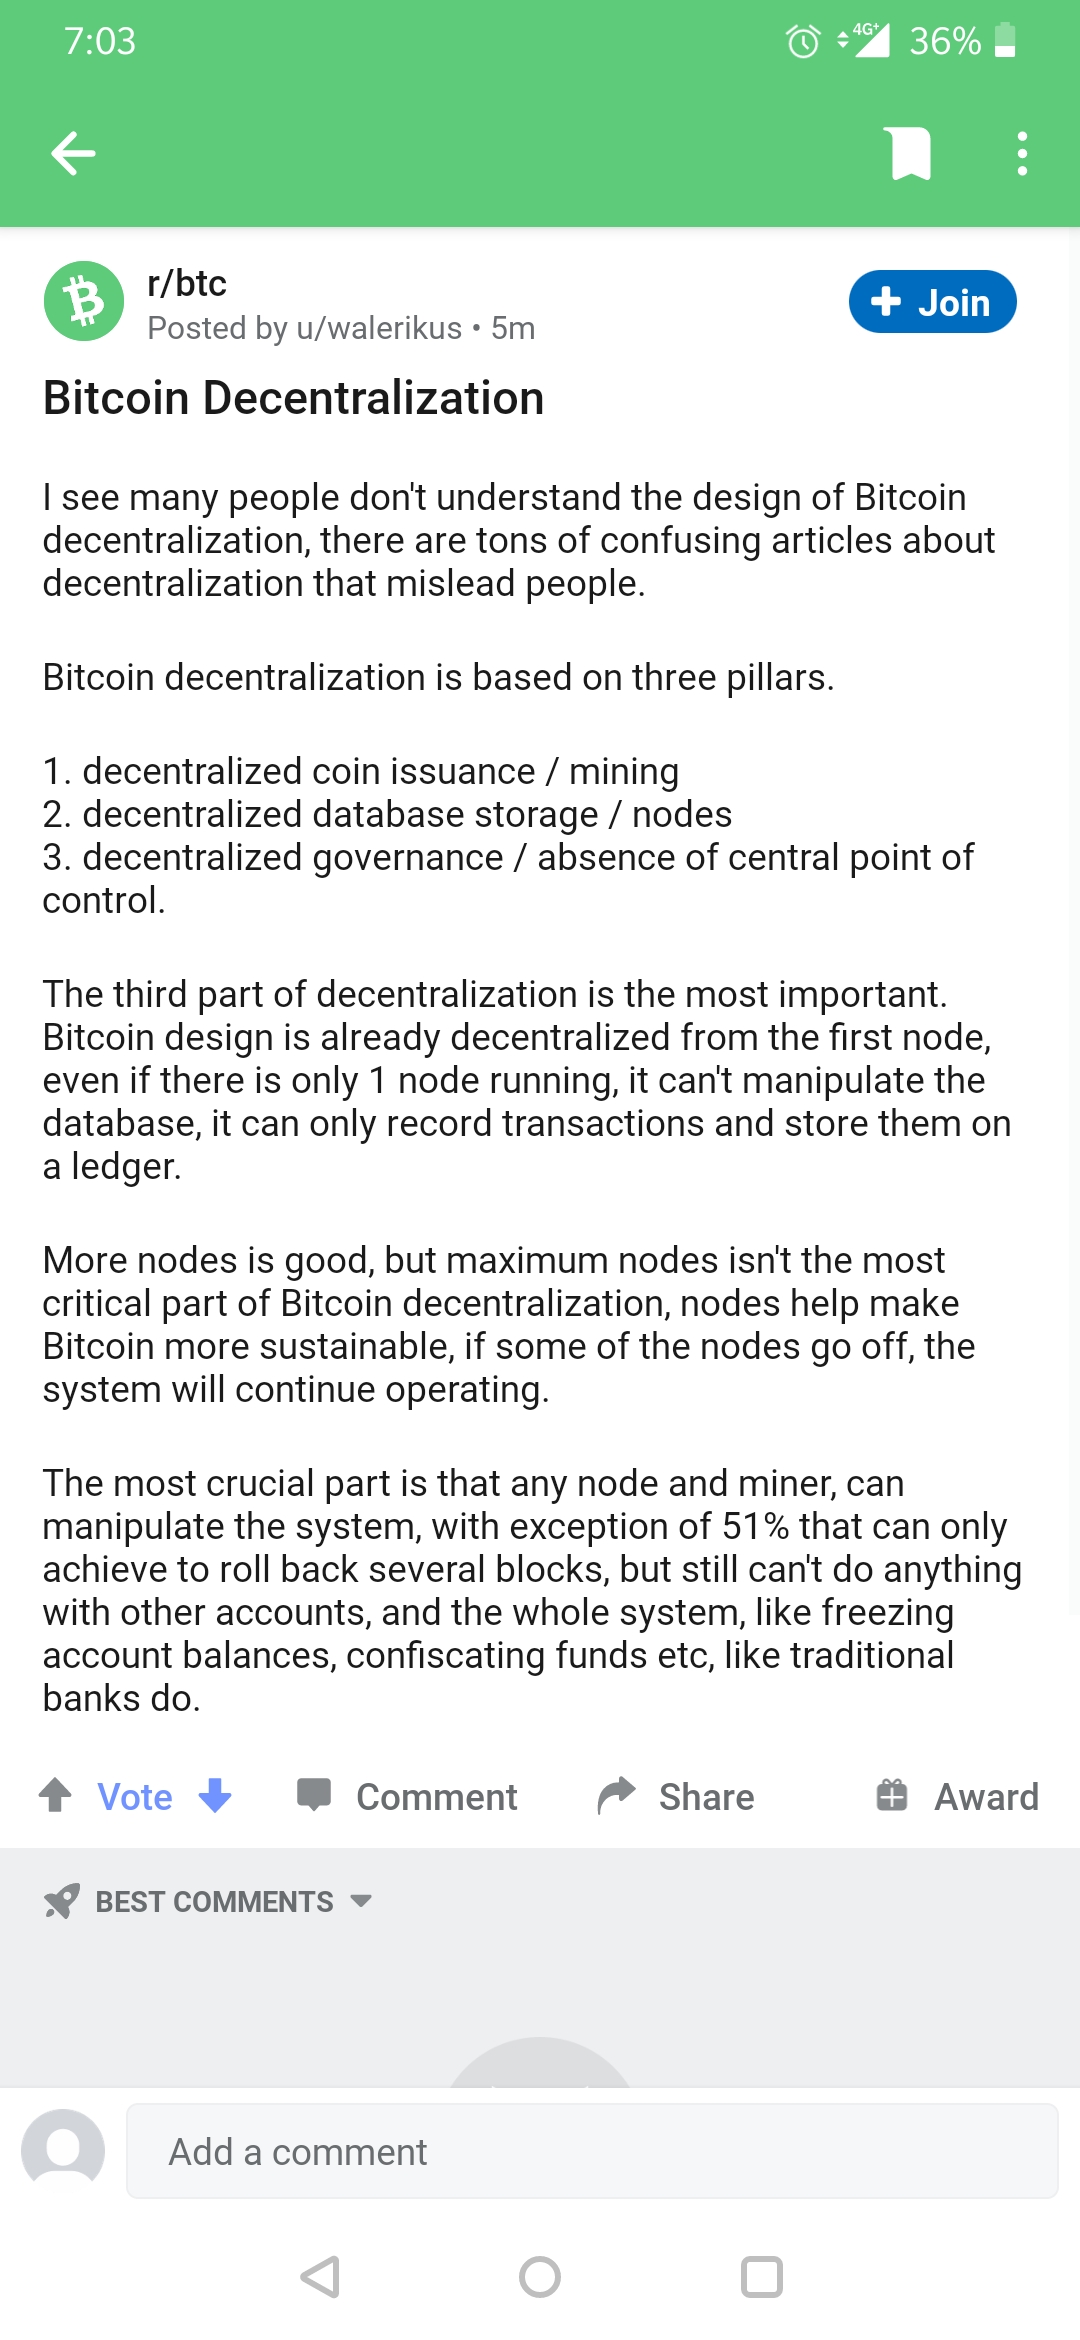 7:03
4G+ 36%
r/btc
Posted by u/walerikus • 5m
Join
Bitcoin Decentralization
I see many people don't understand the design of Bitcoin
decentralization, there are tons of confusing articles about
decentralization that mislead people.
Bitcoin decentralization is based on three pillars.
1. decentralized coin issuance / mining
2. decentralized database storage / nodes
3. decentralized governance / absence of central point of
control.
The third part of decentralization is the most important.
Bitcoin design is already decentralized from the first node,
even if there is only 1 node running, it can't manipulate the
database, it can only record transactions and store them on
a ledger.
More nodes is good, but maximum nodes isn't the most
critical part of Bitcoin decentralization, nodes help make
Bitcoin more sustainable, if some of the nodes go off, the
system will continue operating.
The most crucial part is that any node and miner, can
manipulate the system, with exception of 51% that can only
achieve to roll back several blocks, but still can't do anything
with other accounts, and the whole system, like freezing
account balances, confiscating funds etc, like traditional
banks do.
Vote Comment Share Award
BEST COMMENTS
Add a comment